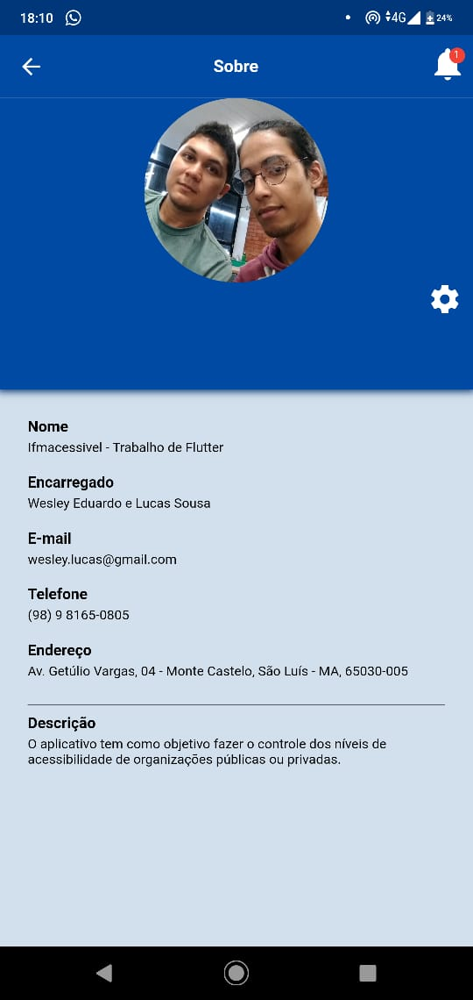 18:10
4G
24%
Sobre
1
Nome
Ifmacessivel - Trabalho de Flutter
Encarregado
Wesley Eduardo e Lucas Sousa
E-mail
wesley.lucas@gmail.com
Telefone
(98) 9 8165-0805
Endereço
Av. Getúlio Vargas, 04 - Monte Castelo, São Luís - MA, 65030-005
Descrição
O aplicativo tem como objetivo fazer o controle dos níveis de
acessibilidade de organizações públicas ou privadas.